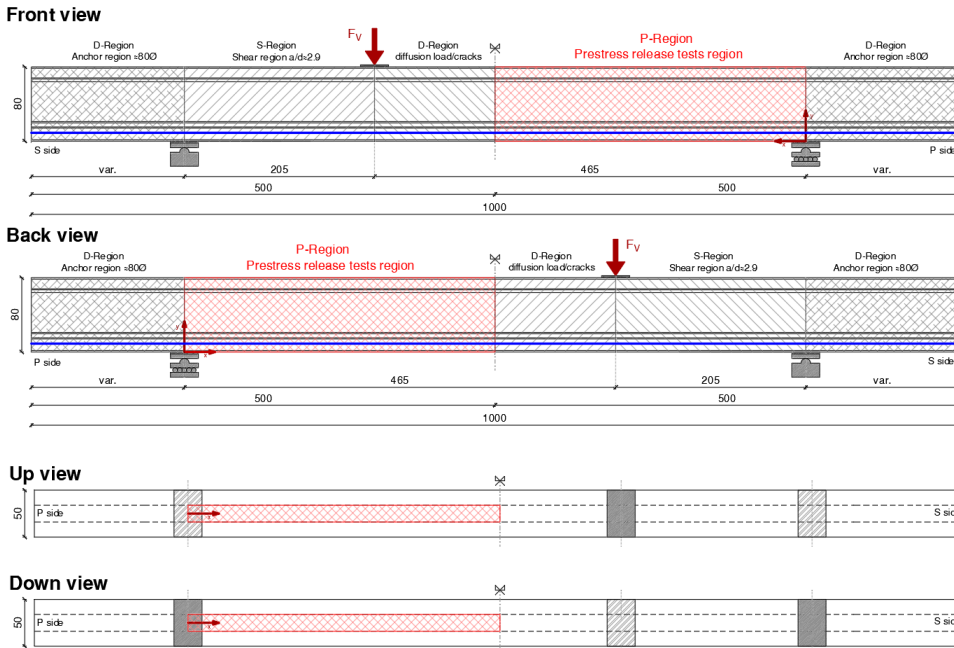 Front view
D-Region
Anchor region ≈80Ø
S-Region
Shear region a/d≈2.9
FV
D-Region
diffusion load/cracks
P-Region
Prestress release tests region
D-Region
Anchor region ≈80Ø
80
y
x
S side
P side
var.
205
465
var.
500
500
1000
Back view
D-Region
Anchor region ≈80Ø
P-Region
Prestress release tests region
D-Region
diffusion load/cracks
FV
S-Region
Shear region a/d≈2.9
D-Region
Anchor region ≈80Ø
80
y
x
P side
S side
var.
465
205
var.
500
500
1000
Up view
50
P side
x
S sid
Down view
50
P side
x
S sid